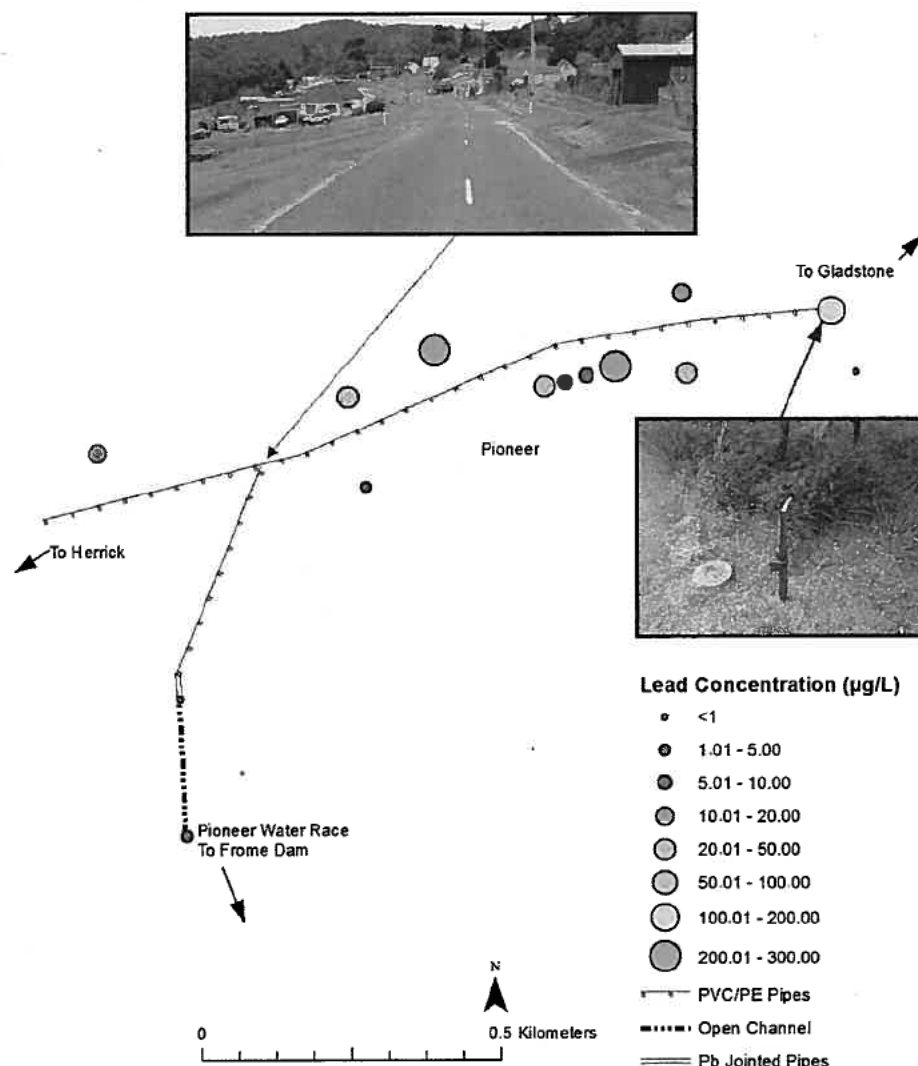 To Gladstone
Pioneer
To Herrick
Lead Concentration (µg/L)
<1
1.01 - 5.00
5.01 - 10.00
10.01 - 20.00
20.01 - 50.00
50.01 - 100.00
100.01 - 200.00
200.01 - 300.00
PVC/PE Pipes
Open Channel
Pb Jointed Pipes
Pioneer Water Race
To Frome Dam
N
0 0.5 Kilometers